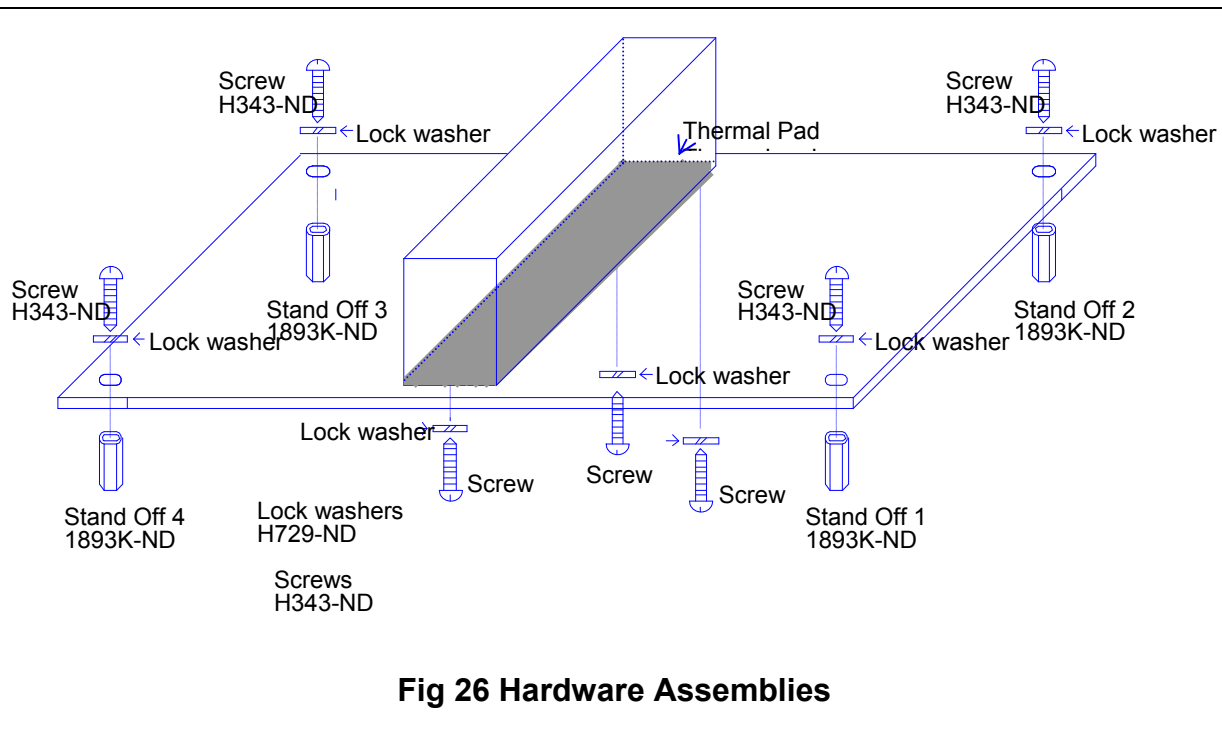 Screw
H343-ND
Lock washer
Thermal Pad
Screw
H343-ND
Lock washer
Screw
H343-ND
Lock washer
Stand Off 3
1893K-ND
Screw
H343-ND
Lock washer
Stand Off 2
1893K-ND
Lock washer
Lock washer
Screw
Screw
Screw
Stand Off 4
1893K-ND
Lock washers
H729-ND
Stand Off 1
1893K-ND
Screws
H343-ND
Fig 26 Hardware Assemblies